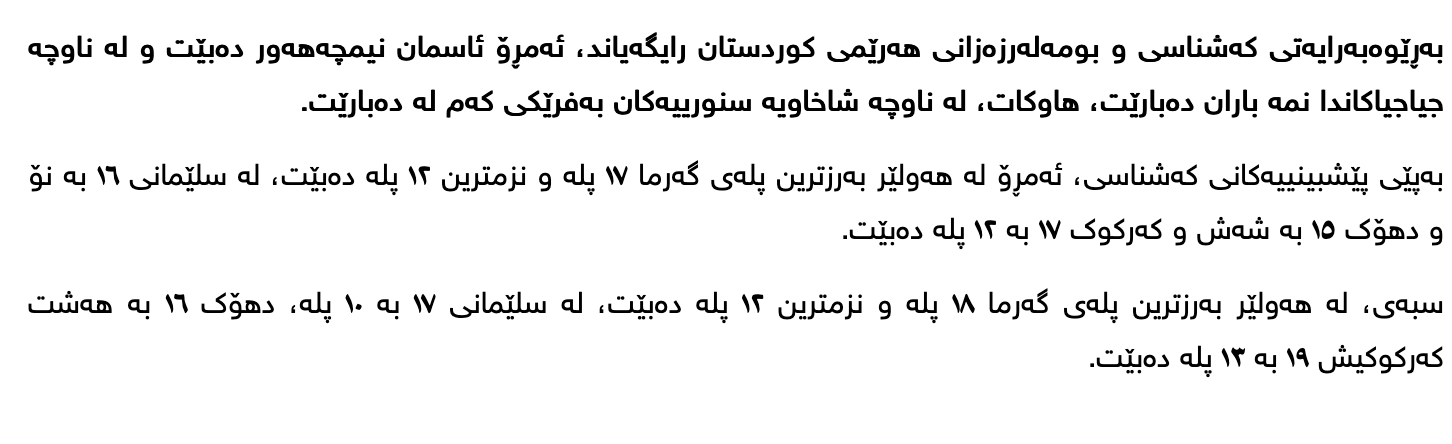 بەڕێوەبەرایەتی کەشناسی و بومەلەرزەزانی هەرێمی کوردستان رایگەیاند، ئەمڕۆ ئاسمان نیمچەهەور دەبێت و لە ناوچە
جیاجیاکاندا نمە باران دەبارێت، هاوکات، لە ناوچە شاخاویە سنورییەکان بەفرێکی کەم لە دەبارێت.
بەپێی پێشبینییەکانی کەشناسی، ئەمڕۆ لە هەولێر بەرزترین پلەی گەرما ١٧ پلە و نزمترین ١٢ پلە دەبێت، لە سلێمانی ١٦ بە نۆ
و دهۆک ١٥ بە شەش و کەرکوک ١٧ بە ١٢ پلە دەبێت.
سبەی، لە هەولێر بەرزترین پلەی گەرما ١٨ پلە و نزمترین ١٢ پلە دەبێت، لە سلێمانی ١٧ بە ١٠ پلە، دهۆک ١٦ بە هەشت
کەرکوکیش ١٩ بە ١٣ پلە دەبێت.